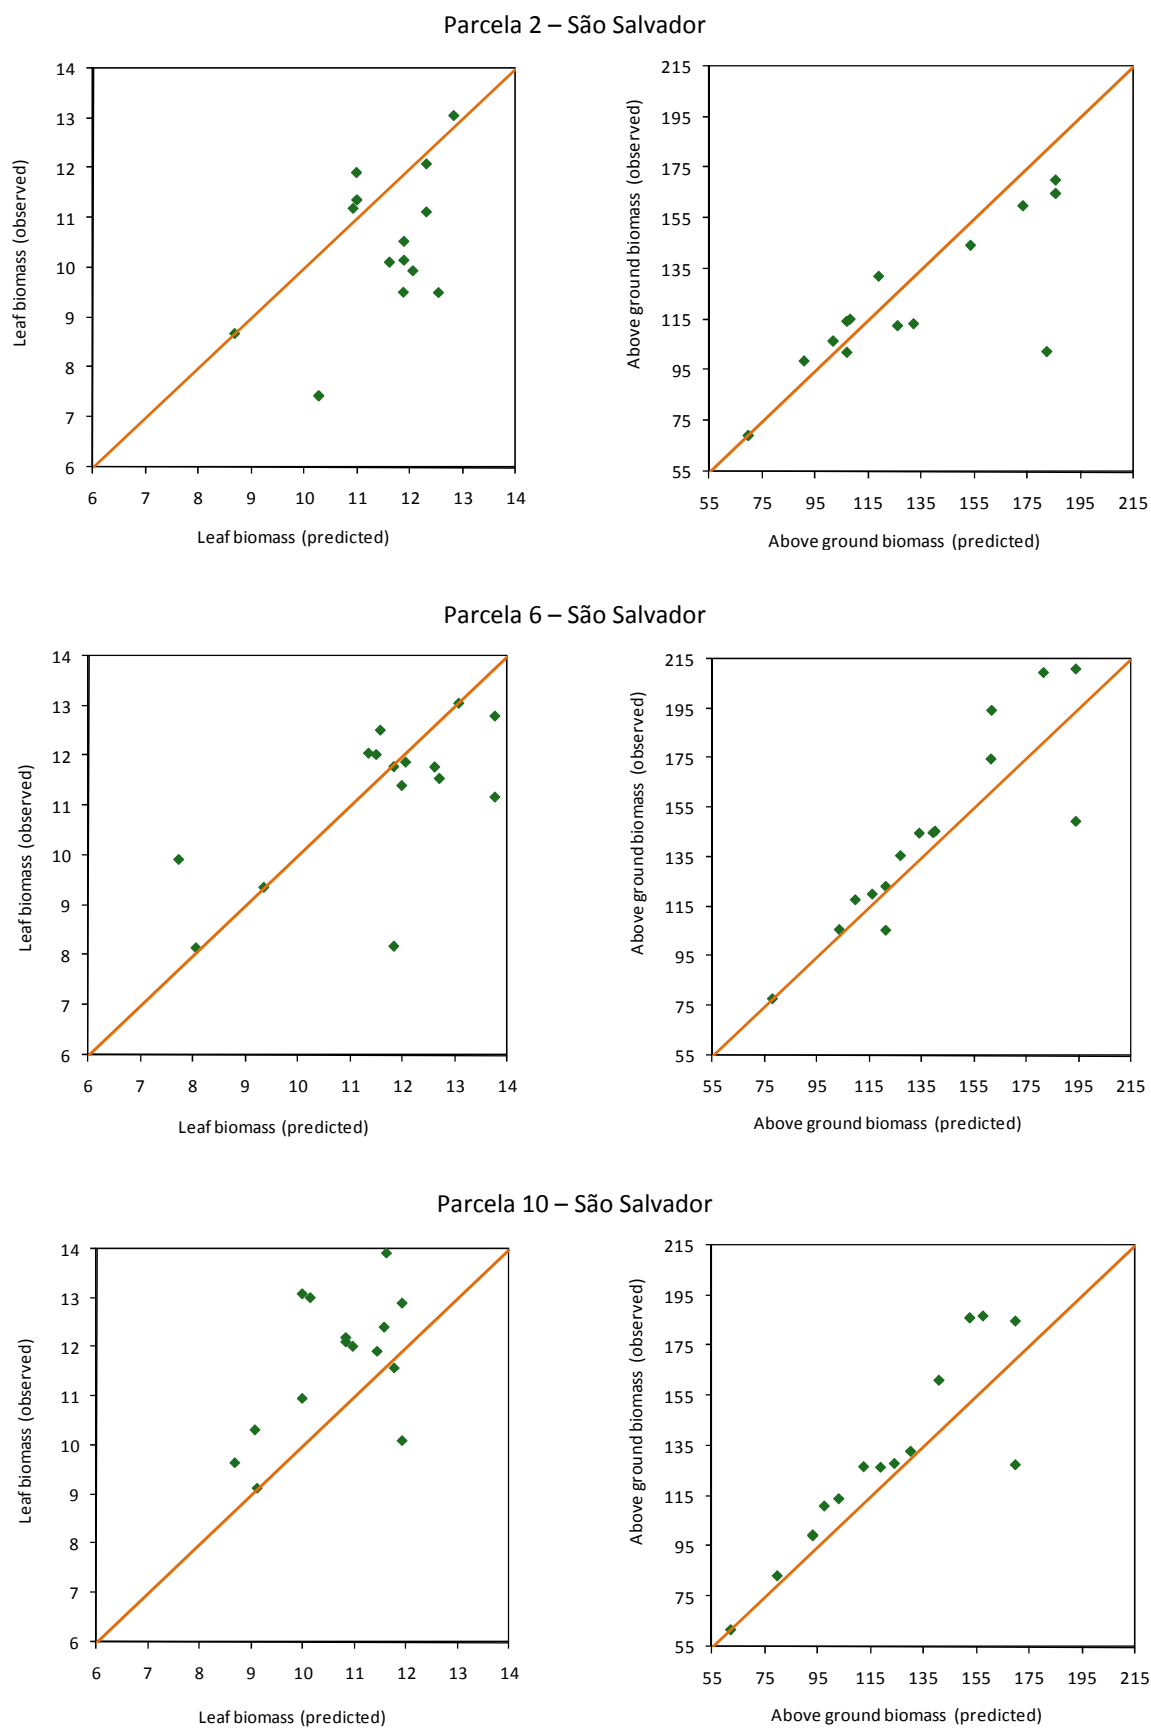 Parcela 2 – São Salvador
14
13
12
11
10
9
8
7
6
6 7 8 9 10 11 12 13 14
Leaf biomass (observed)
Leaf biomass (predicted)
215
195
175
155
135
115
95
75
55
55 75 95 115 135 155 175 195 215
Above ground biomass (observed)
Above ground biomass (predicted)
Parcela 6 – São Salvador
14
13
12
11
10
9
8
7
6
6 7 8 9 10 11 12 13 14
Leaf biomass (observed)
Leaf biomass (predicted)
215
195
175
155
135
115
95
75
55
55 75 95 115 135 155 175 195 215
Above ground biomass (observed)
Above ground biomass (predicted)
Parcela 10 – São Salvador
14
13
12
11
10
9
8
7
6
6 7 8 9 10 11 12 13 14
Leaf biomass (observed)
Leaf biomass (predicted)
215
195
175
155
135
115
95
75
55
55 75 95 115 135 155 175 195 215
Above ground biomass (observed)
Above ground biomass (predicted)